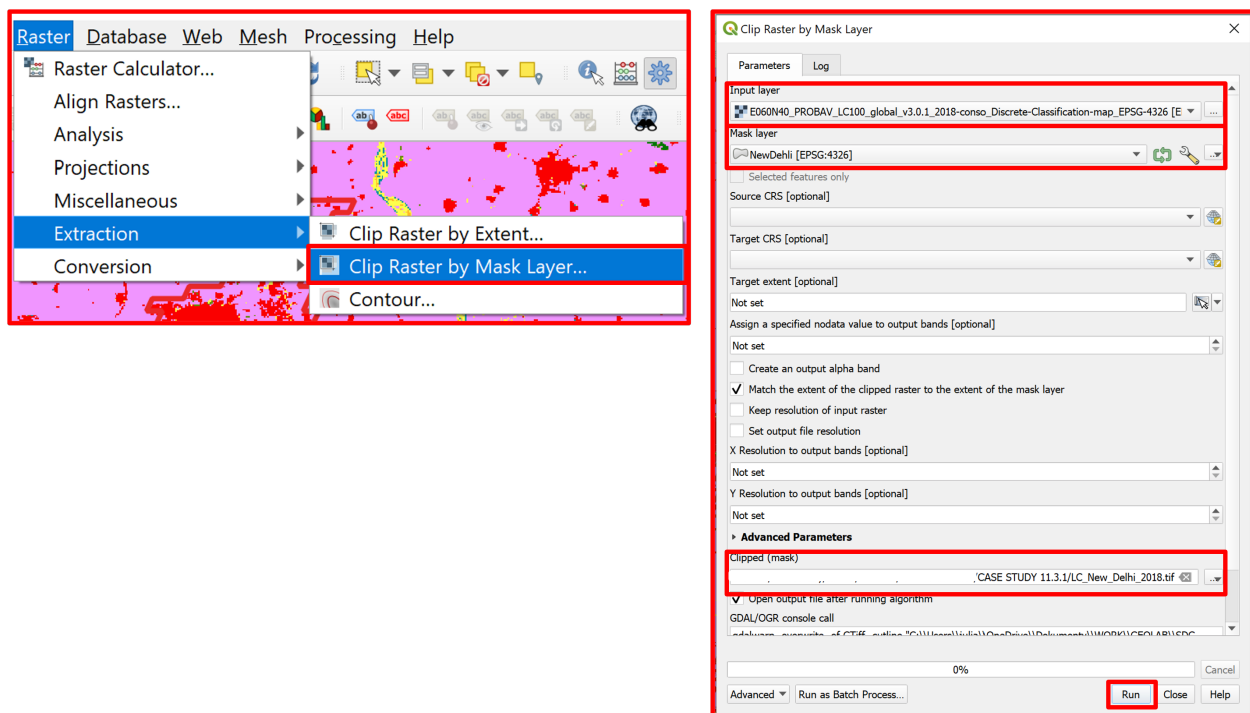 Raster Database Web Mesh Processing Help
Raster Calculator...
Align Rasters...
Analysis
Projections
Miscellaneous
Extraction
Conversion
Clip Raster by Extent...
Clip Raster by Mask Layer...
Contour...
Clip Raster by Mask Layer
Parameters Log
Input layer
E060N40_PROBAV_LC100_global_v3.0.1_2018-conso_Discrete-Classification-map_EPSG-4326 [E
Mask layer
NewDehli [EPSG:4326]
Selected features only
Source CRS [optional]
Target CRS [optional]
Target extent [optional]
Not set
Assign a specified nodata value to output bands [optional]
Not set
Create an output alpha band
Match the extent of the clipped raster to the extent of the mask layer
Keep resolution of input raster
Set output file resolution
X Resolution to output bands [optional]
Not set
Y Resolution to output bands [optional]
Not set
Advanced Parameters
Clipped (mask)
/CASE STUDY 11.3.1/LC_New_Delhi_2018.tif
Open output file after running algorithm
GDAL/OGR console call
0% Cancel
Advanced Run as Batch Process... Run Close Help